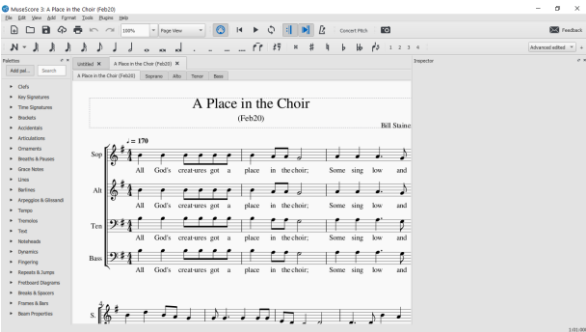 MuseScore 3: A Place in the Choir (Feb20)
File Edit View Add Format Tools Plugins Help
100% Page View Concert Pitch Feedback
N 1 2 3 4 Advanced edited
Palettes
Add pal... Search
Clefs
Key Signatures
Time Signatures
Brackets
Accidentals
Articulations
Ornaments
Breaths & Pauses
Grace Notes
Lines
Barlines
Arpeggios & Glissandi
Tempo
Tremolos
Text
Noteheads
Dynamics
Fingering
Repeats & Jumps
Fretboard Diagrams
Breaks & Spacers
Frames & Bars
Beam Properties
Untitled A Place in the Choir (Feb20)
A Place in the Choir (Feb20) Soprano Alto Tenor Bass
A Place in the Choir
(Feb20)
Bill Staine
= 170
Sop
All God's creat-ures got a place in the choir; Some sing low and
Alt
All God's creat-ures got a place in the choir; Some sing low and
Ten
All God's creat-ures got a place in the choir; Some sing low and
Bass
All God's creat-ures got a place in the choir; Some sing low and
S.
Inspector